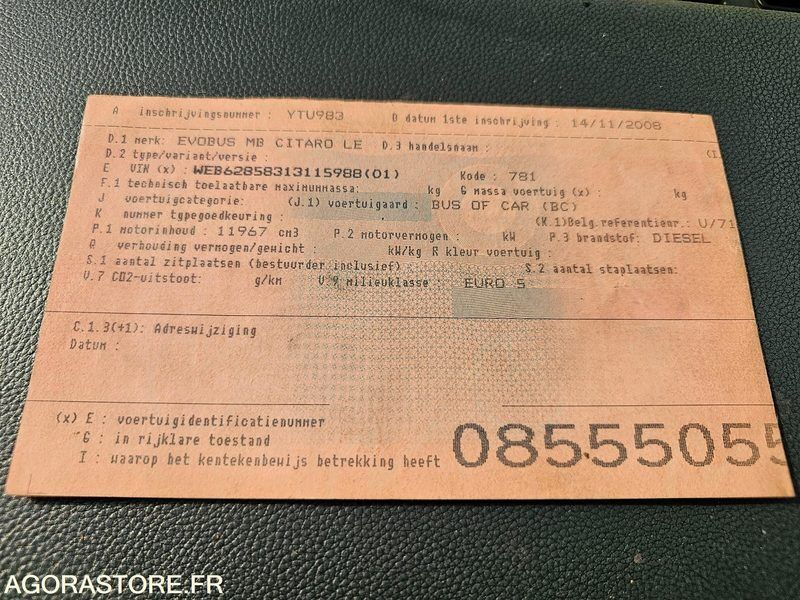 A inschrijvingsnummer : YTU983 D datum 1ste inschrijving : 14/11/2008
D.1 merk: EVOBUS MB CITARO LE D.3 handelsnaam :
D.2 type/variant/versie : (I.
E VIN (x) : WEB62858313115988(01) Kode : 781
F.1 technisch toelaatbare maximummassa: kg G massa voertuig (x) : kg
J voertuigcategorie: (J.1) voertuigaard : BUS OF CAR (BC)
K nummer typegoedkeuring : (K.1)Belg.referentienr.: U/71
P.1 motorinhoud : 11967 cm3 P.2 motorvermogen : kW P.3 brandstof: DIESEL
Q verhouding vermogen/gewicht : kW/kg R kleur voertuig :
S.1 aantal zitplaatsen (bestuurder inclusief) : S.2 aantal staplaatsen:
V.7 CO2-uitstoot: g/km V.9 milieuklasse : EURO 5
C.1.3(+1): Adreswijziging
Datum :
(x) E : voertuigidentificatienummer
G : in rijklare toestand
I : waarop het kentekenbewijs betrekking heeft
08555055
AGORASTORE.FR